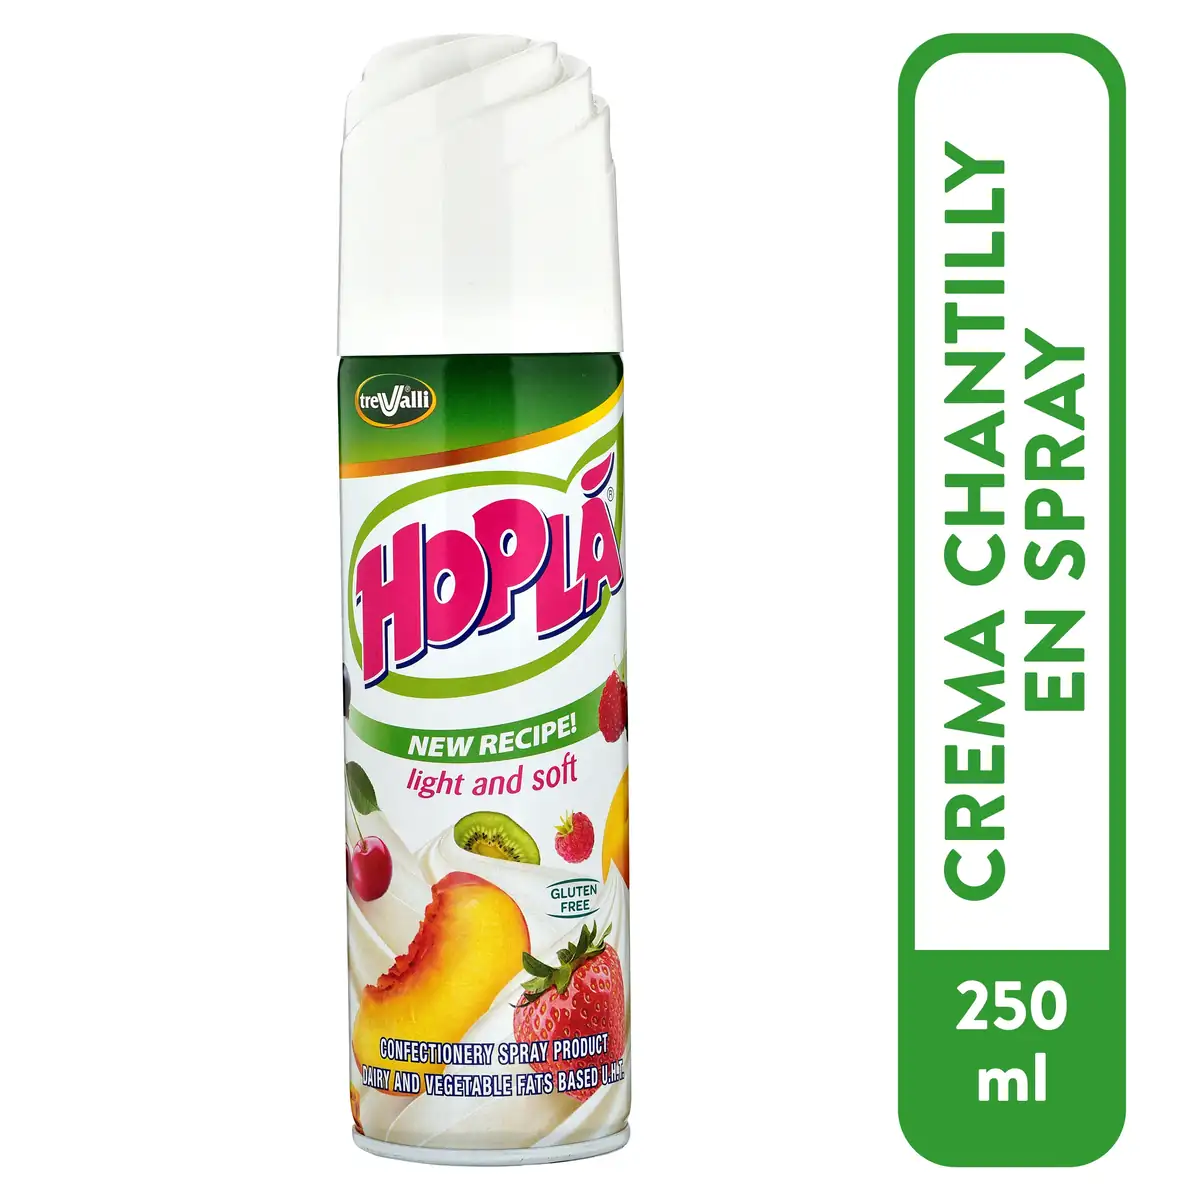 treValli®
HOPLÁ®
NEW RECIPE!
light and soft
GLUTEN
FREE
CONFECTIONERY SPRAY PRODUCT
DAIRY AND VEGETABLE FATS BASED U.H.T.
CREMA CHANTILLY
EN SPRAY
250
ml